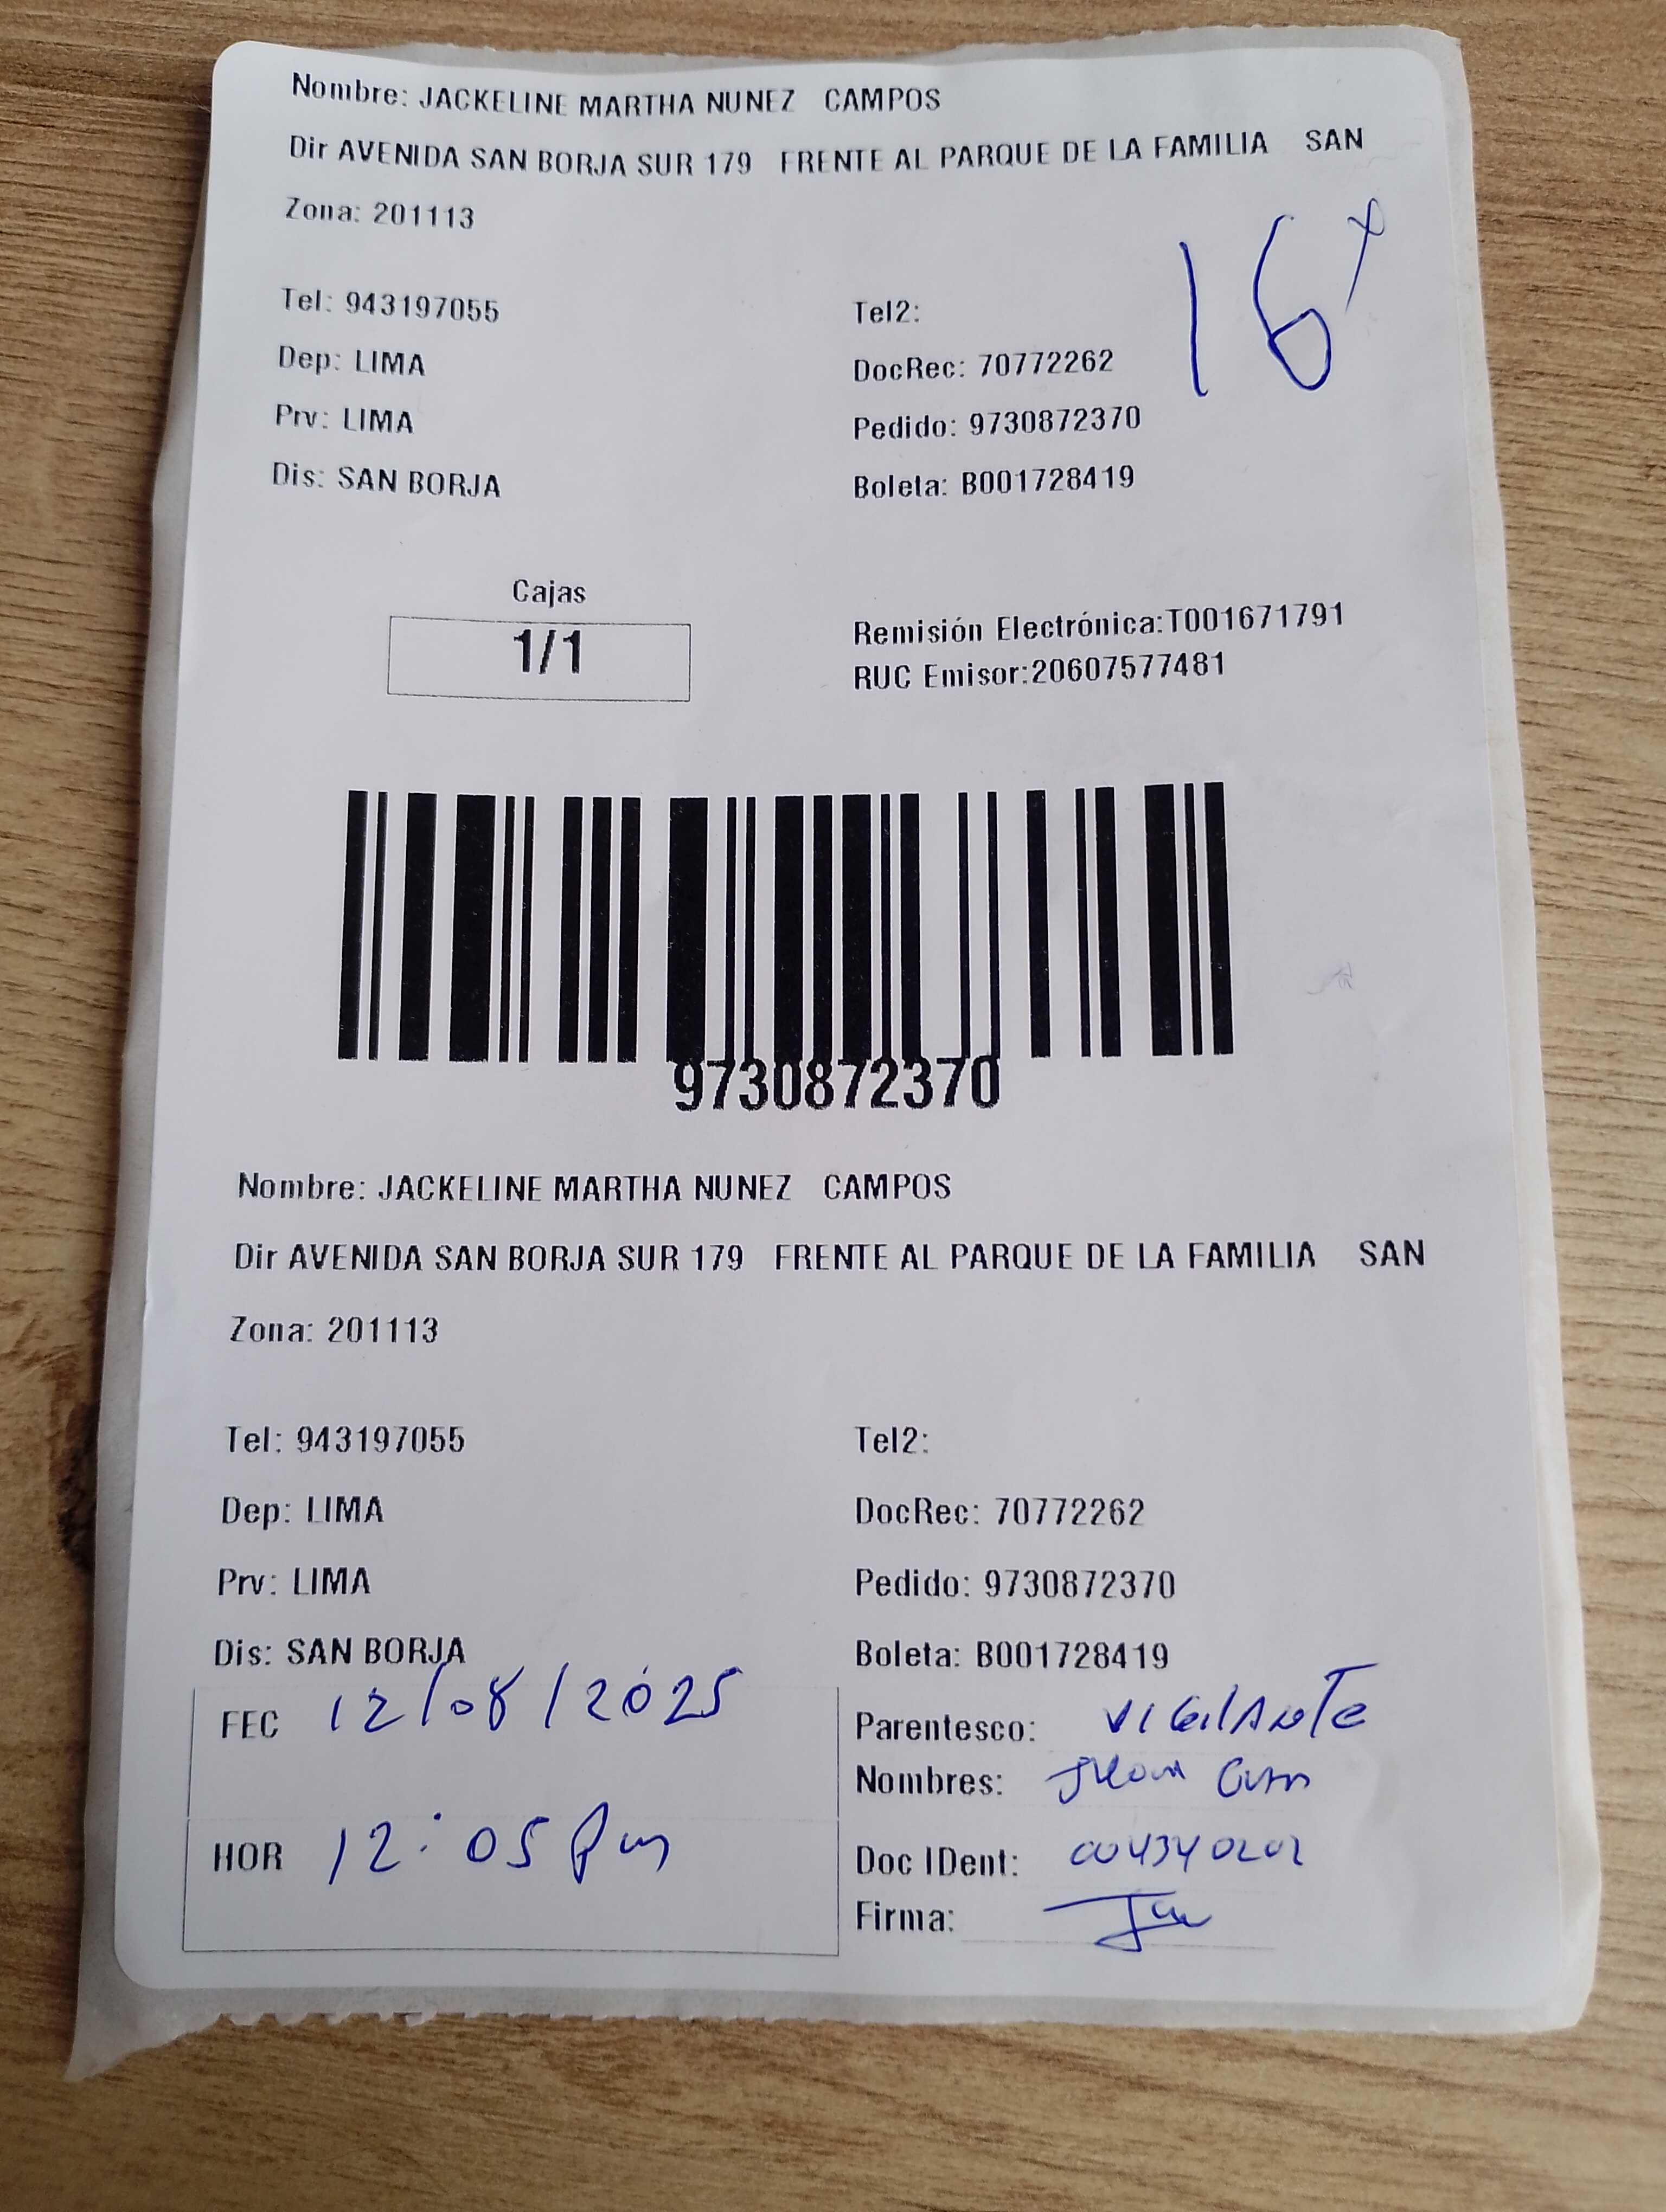 Nombre: JACKELINE MARTHA NUNEZ CAMPOS
Dir AVENIDA SAN BORJA SUR 179 FRENTE AL PARQUE DE LA FAMILIA SAN
Zona: 201113
16
Tel: 943197055 Tel2:
Dep: LIMA DocRec: 70772262
Prv: LIMA Pedido: 9730872370
Dis: SAN BORJA Boleta: B001728419
Cajas
1/1
Remisión Electrónica:T001671791
RUC Emisor:20607577481
9730872370
Nombre: JACKELINE MARTHA NUNEZ CAMPOS
Dir AVENIDA SAN BORJA SUR 179 FRENTE AL PARQUE DE LA FAMILIA SAN
Zona: 201113
Tel: 943197055 Tel2:
Dep: LIMA DocRec: 70772262
Prv: LIMA Pedido: 9730872370
Dis: SAN BORJA Boleta: B001728419
FEC 12/08/2025 Parentesco: VIGilANTE
Nombres:
HOR 12:05 Pm Doc IDent:
Firma: